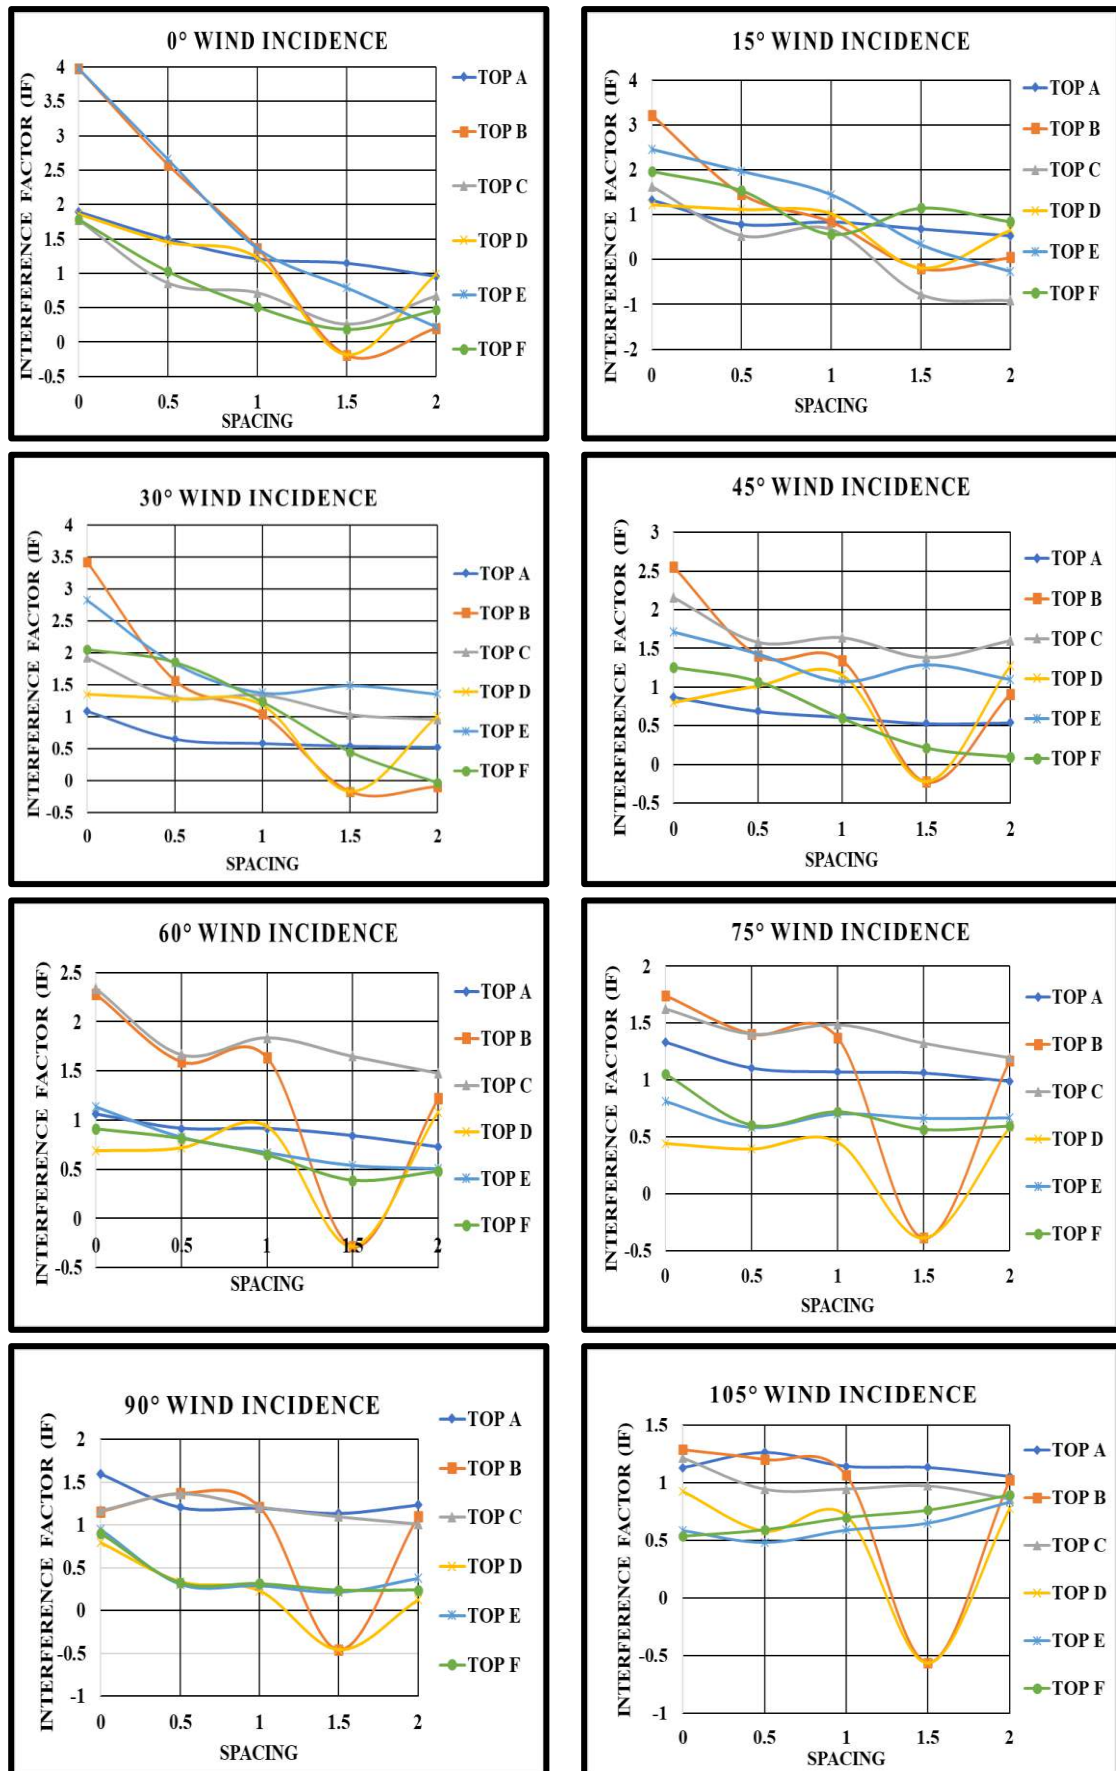 0° WIND INCIDENCE
INTERFERENCE FACTOR (IF)
4
3.5
3
2.5
2
1.5
1
0.5
0
-0.5
0 0.5 1 1.5 2
SPACING
TOP A
TOP B
TOP C
TOP D
TOP E
TOP F
15° WIND INCIDENCE
INTERFERENCE FACTOR (IF)
4
3
2
1
0
-1
-2
0 0.5 1 1.5 2
SPACING
TOP A
TOP B
TOP C
TOP D
TOP E
TOP F
30° WIND INCIDENCE
INTERFERENCE FACTOR (IF)
4
3.5
3
2.5
2
1.5
1
0.5
0
-0.5
0 0.5 1 1.5 2
SPACING
TOP A
TOP B
TOP C
TOP D
TOP E
TOP F
45° WIND INCIDENCE
INTERFERENCE FACTOR (IF)
3
2.5
2
1.5
1
0.5
0
-0.5
0 0.5 1 1.5 2
SPACING
TOP A
TOP B
TOP C
TOP D
TOP E
TOP F
60° WIND INCIDENCE
INTERFERENCE FACTOR (IF)
2.5
2
1.5
1
0.5
0
-0.5
0 0.5 1 1.5 2
SPACING
TOP A
TOP B
TOP C
TOP D
TOP E
TOP F
75° WIND INCIDENCE
INTERFERENCE FACTOR (IF)
2
1.5
1
0.5
0
-0.5
0 0.5 1 1.5 2
SPACING
TOP A
TOP B
TOP C
TOP D
TOP E
TOP F
90° WIND INCIDENCE
INTERFERENCE FACTOR (IF)
2
1.5
1
0.5
0
-0.5
-1
0 0.5 1 1.5 2
SPACING
TOP A
TOP B
TOP C
TOP D
TOP E
TOP F
105° WIND INCIDENCE
INTERFERENCE FACTOR (IF)
1.5
1
0.5
0
-0.5
-1
0 0.5 1 1.5 2
SPACING
TOP A
TOP B
TOP C
TOP D
TOP E
TOP F